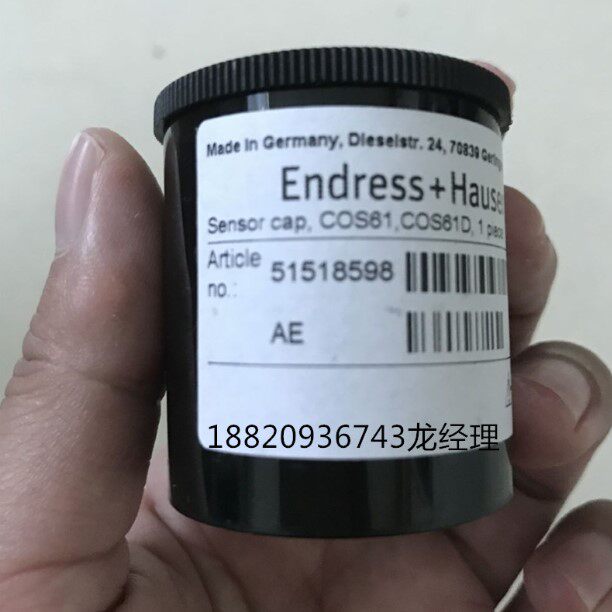 Made in Germany, Dieselstr. 24, 70839
Endress+Hause
Sensor cap, COS61,COS61D, 1 piece
Article
no.:
51518598
AE
18820936743龙经理